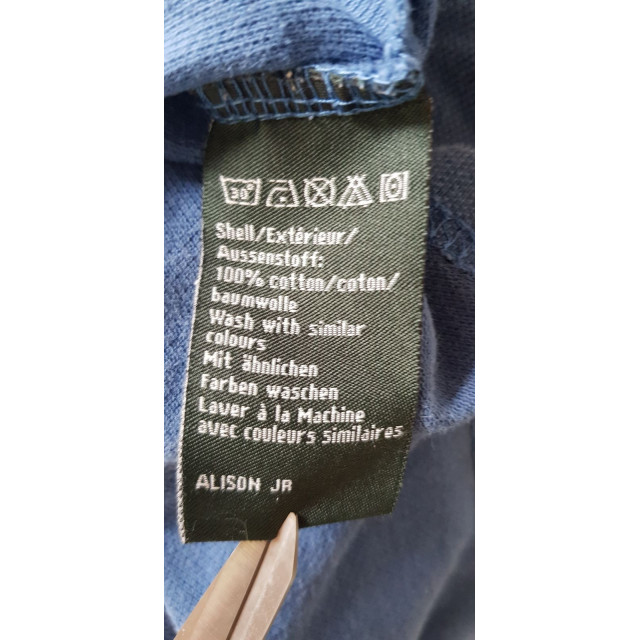 30°
Shell/Extérieur/
Aussenstoff:
100% cotton/coton/
baumwolle
Wash with similar
colours
Mit ähnlichen
Farben waschen
Laver à la Machine
avec couleurs similaires
ALISON JR